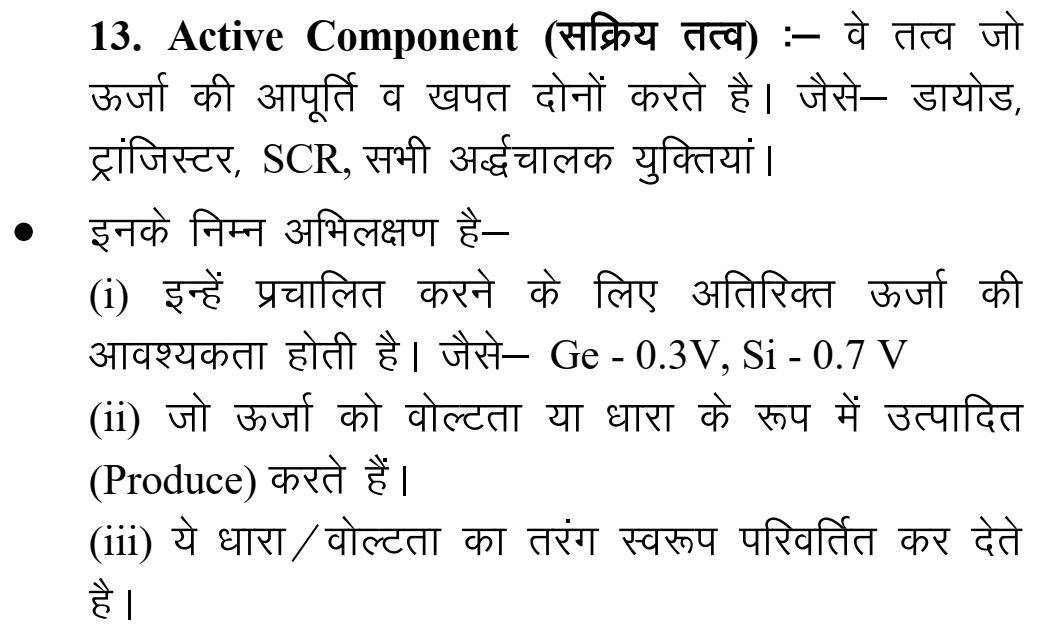 13. Active Component (सक्रिय तत्व) :– वे तत्व जो
ऊर्जा की आपूर्ति व खपत दोनों करते है। जैसे– डायोड,
ट्रांजिस्टर, SCR, सभी अर्द्धचालक युक्तियां।
• इनके निम्न अभिलक्षण है–
(i) इन्हें प्रचालित करने के लिए अतिरिक्त ऊर्जा की
आवश्यकता होती है। जैसे– Ge - 0.3V, Si - 0.7 V
(ii) जो ऊर्जा को वोल्टता या धारा के रूप में उत्पादित
(Produce) करते हैं।
(iii) ये धारा/वोल्टता का तरंग स्वरूप परिवर्तित कर देते
है।